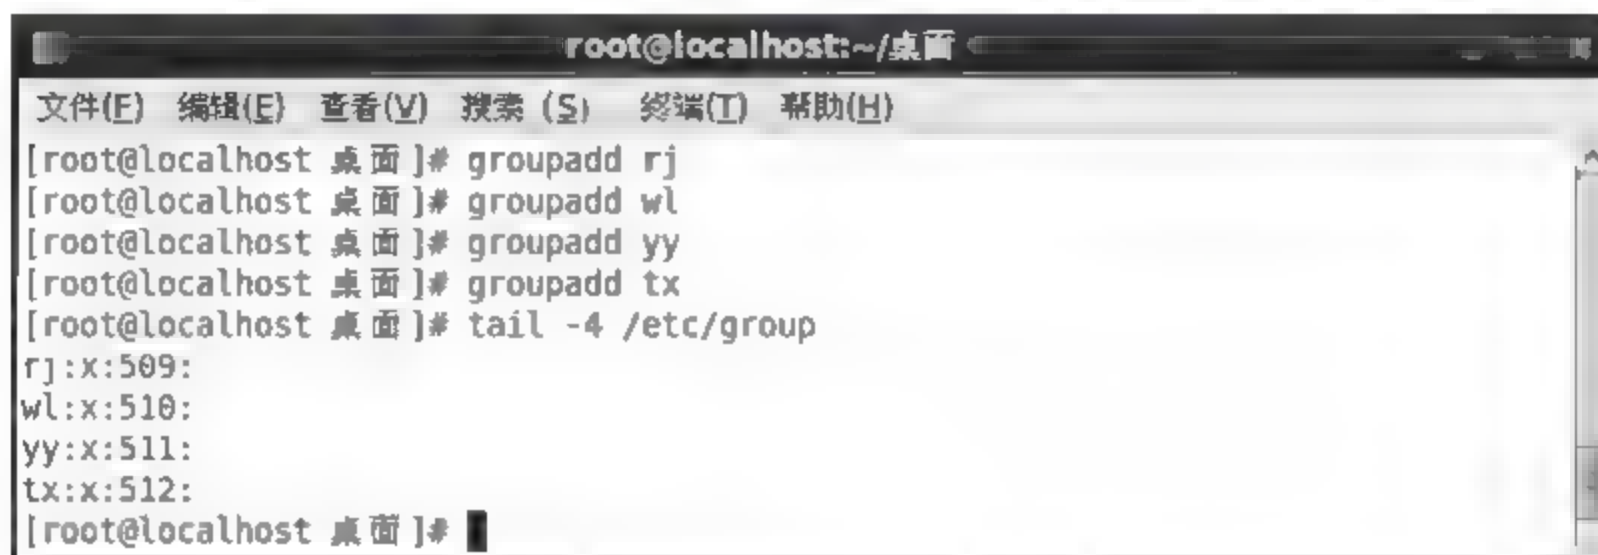 root@localhost:~/桌面
文件(F) 编辑(E) 查看(V) 搜索 (S) 终端(T) 帮助(H)
[root@localhost 桌面]# groupadd rj
[root@localhost 桌面]# groupadd wl
[root@localhost 桌面]# groupadd yy
[root@localhost 桌面]# groupadd tx
[root@localhost 桌面]# tail -4 /etc/group
rj:x:509:
wl:x:510:
yy:x:511:
tx:x:512:
[root@localhost 桌面]#